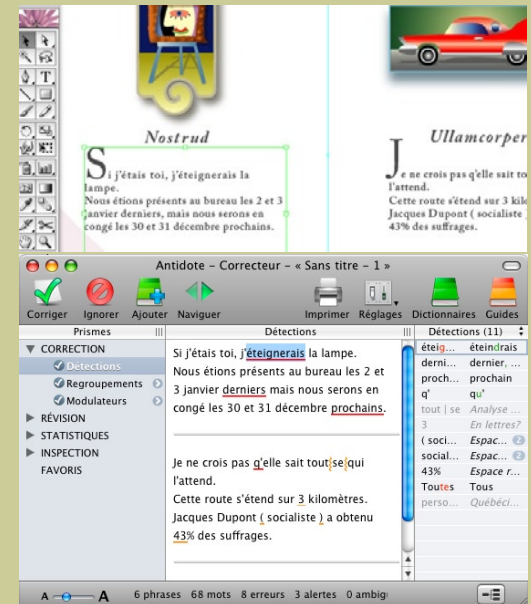 Nostrud
Si j'étais toi, j'éteignerais la
lampe.
Nous étions présents au bureau les 2 et 3
janvier derniers, mais nous serons en
congé les 30 et 31 décembre prochains.
Ullamcorper
Je ne crois pas q'elle sait to
l'attend.
Cette route s'étend sur 3 kil
Jacques Dupont ( socialiste
43% des suffrages.
Antidote – Correcteur – « Sans titre – 1 »
Corriger Ignorer Ajouter Naviguer Imprimer Réglages Dictionnaires Guides
Prismes Détections Détections (11)
CORRECTION
Détections
Regroupements
Modulateurs
RÉVISION
STATISTIQUES
INSPECTION
FAVORIS
Si j'étais toi, j'éteignerais la lampe.
Nous étions présents au bureau les 2 et
3 janvier derniers mais nous serons en
congé les 30 et 31 décembre prochains.
Je ne crois pas q'elle sait tout se qui
l'attend.
Cette route s'étend sur 3 kilomètres.
Jacques Dupont ( socialiste ) a obtenu
43% des suffrages.
éteig... éteindrais
derni... dernier, ...
proch... prochain
q' qu'
tout | se Analyse ...
3 En lettres?
( soci... Espac... 2
social... Espac... 2
43% Espace r...
Toutes Tous
perso... Québéci...
A A 6 phrases 68 mots 8 erreurs 3 alertes 0 ambig